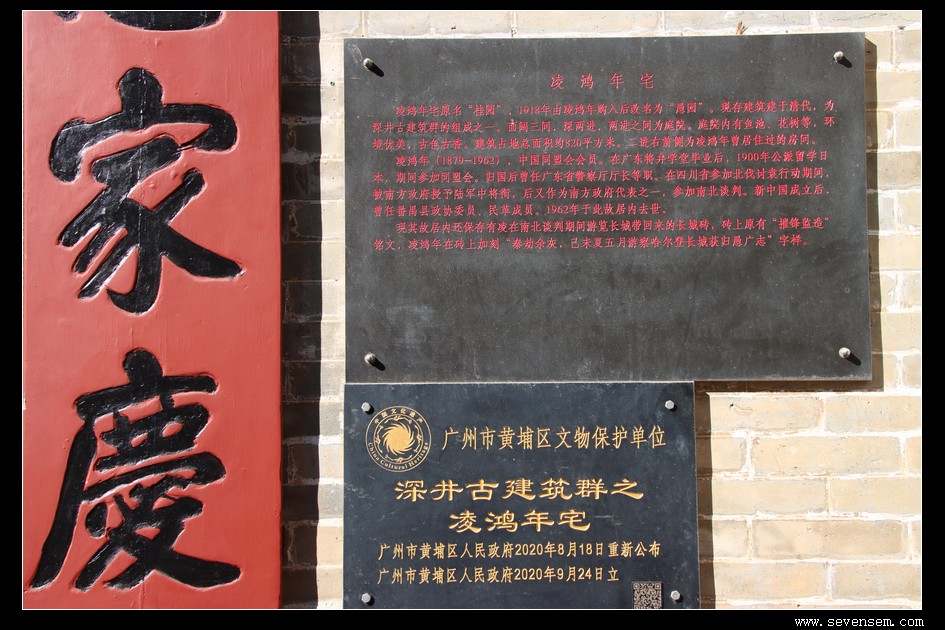 家
慶
凌鸿年宅
凌鸿年宅原名“桂园”，1918年由凌鸿年购入后改名为“愚园”。现存建筑建于清代，为
深井古建筑群的组成之一，面阔三间，深两进，两进之间为庭院。庭院内有鱼池、花树等，环
境优美，古色古香。建筑占地总面积约820平方米。二进右前侧为凌鸿年曾居住过的房间。
凌鸿年（1879-1962），中国同盟会会员。在广东将弁学堂毕业后，1900年公派留学日
本，期间参加同盟会。归国后曾任广东省警察厅厅长等职。在四川省参加北伐讨袁行动期间，
被南方政府授予陆军中将衔，后又作为南方政府代表之一，参加南北谈判。新中国成立后，
曾任番禺县政协委员、民革成员。1962年于此故居内去世。
现其故居内还保存有凌在南北谈判期间游览长城带回来的长城砖，砖上原有“摧锋监造”
铭文，凌鸿年在砖上加刻“秦劫余灰，己未夏五月游察哈尔登长城获归愚广志”字样。
中国文化遗产
China Cultural Heritage
广州市黄埔区文物保护单位
深井古建筑群之
凌鸿年宅
广州市黄埔区人民政府2020年8月18日重新公布
广州市黄埔区人民政府2020年9月24日立
www.sevensem.com